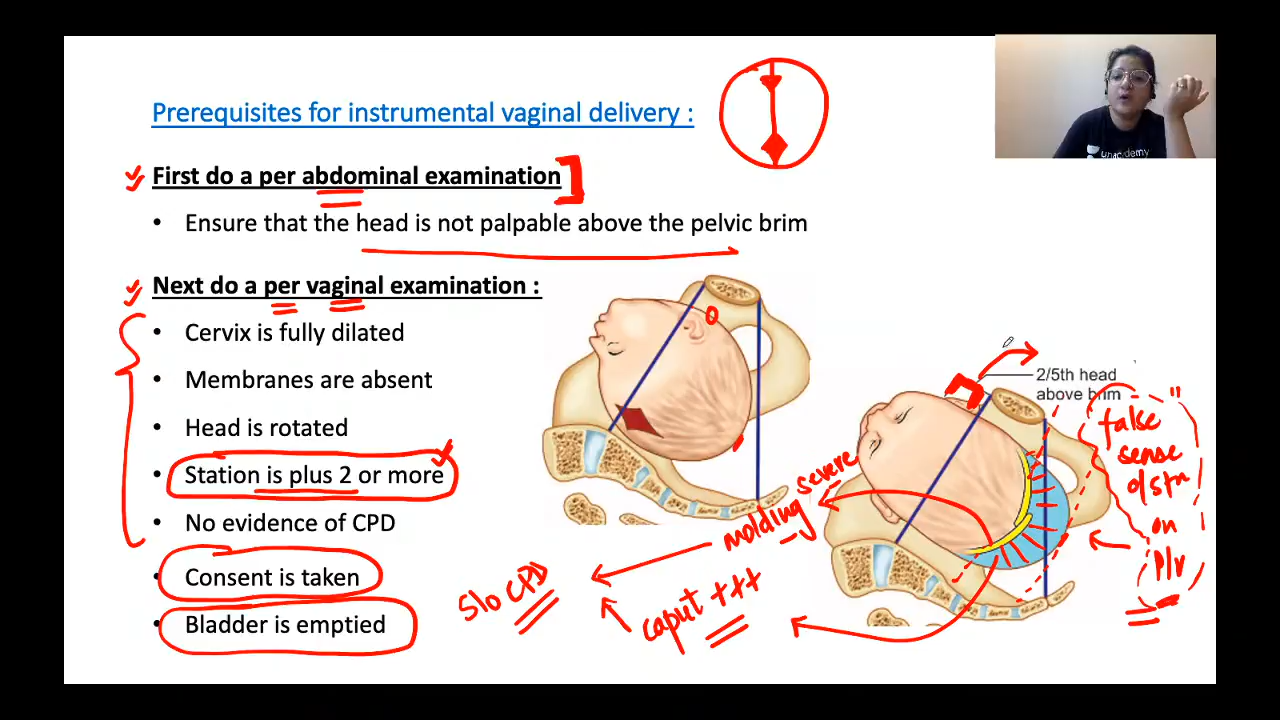 Prerequisites for instrumental vaginal delivery :
First do a per abdominal examination
• Ensure that the head is not palpable above the pelvic brim
Next do a per vaginal examination :
• Cervix is fully dilated
• Membranes are absent
• Head is rotated
• Station is plus 2 or more
• No evidence of CPD
• Consent is taken
• Bladder is emptied
2/5th head
above brim
false
sense
o/stn
on
P/V
"
severe
molding
S/o CPD
caput +++
unacademy